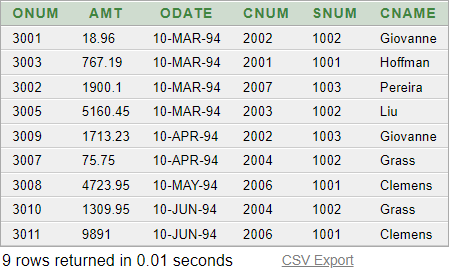 ONUM AMT ODATE CNUM SNUM CNAME
3001 18.96 10-MAR-94 2002 1002 Giovanne
3003 767.19 10-MAR-94 2001 1001 Hoffman
3002 1900.1 10-MAR-94 2007 1003 Pereira
3005 5160.45 10-MAR-94 2003 1002 Liu
3009 1713.23 10-APR-94 2002 1003 Giovanne
3007 75.75 10-APR-94 2004 1002 Grass
3008 4723.95 10-MAY-94 2006 1001 Clemens
3010 1309.95 10-JUN-94 2004 1002 Grass
3011 9891 10-JUN-94 2006 1001 Clemens
9 rows returned in 0.01 seconds CSV Export